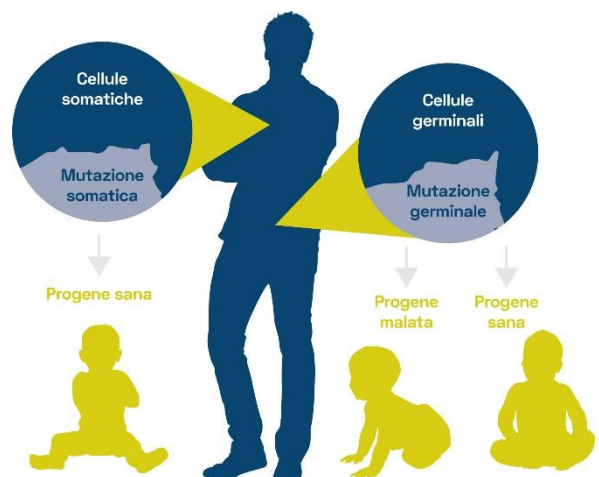 Cellule
somatiche
Mutazione
somatica
Progene sana
Cellule
germinali
Mutazione
germinale
Progene
malata
Progene
sana